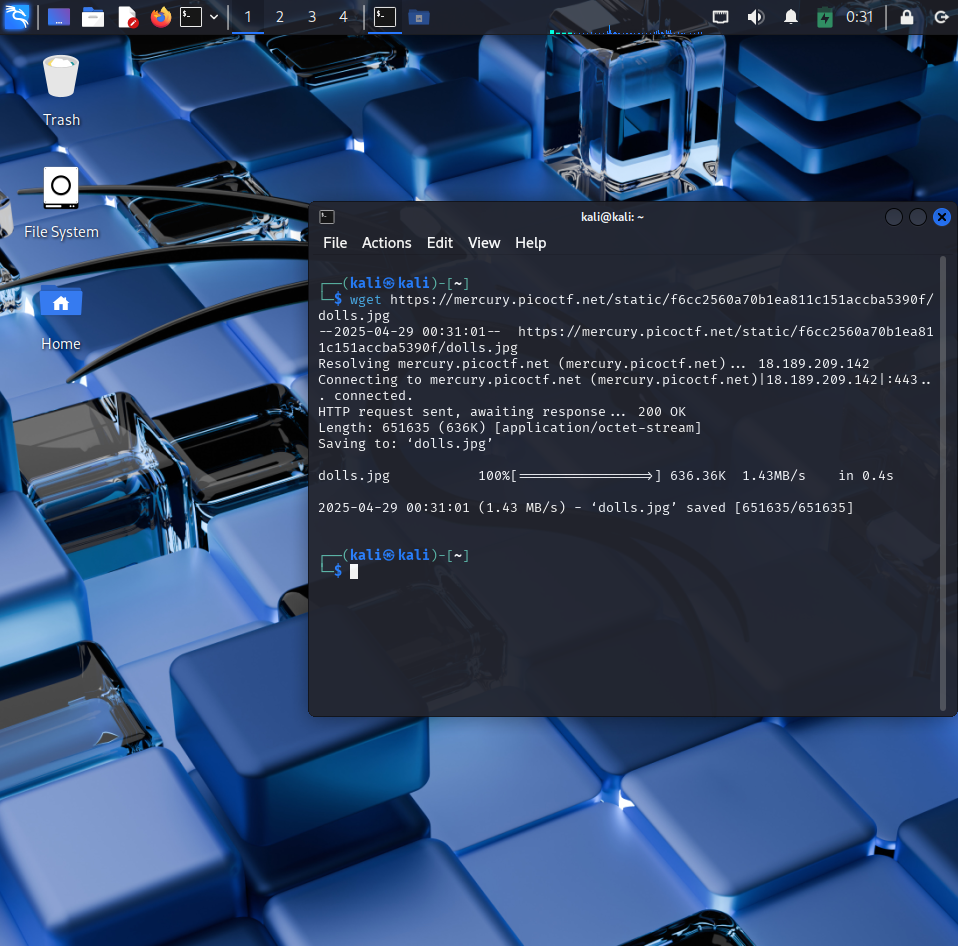 1 2 3 4 0:31
Trash
File System
Home
kali@kali: ~
File Actions Edit View Help
┌──(kali㉿kali)-[~]
└─$ wget https://mercury.picoctf.net/static/f6cc2560a70b1ea811c151accba5390f/
dolls.jpg
--2025-04-29 00:31:01--  https://mercury.picoctf.net/static/f6cc2560a70b1ea81
1c151accba5390f/dolls.jpg
Resolving mercury.picoctf.net (mercury.picoctf.net)... 18.189.209.142
Connecting to mercury.picoctf.net (mercury.picoctf.net)|18.189.209.142|:443..
. connected.
HTTP request sent, awaiting response... 200 OK
Length: 651635 (636K) [application/octet-stream]
Saving to: ‘dolls.jpg’
dolls.jpg           100%[=================>] 636.36K  1.43MB/s    in 0.4s
2025-04-29 00:31:01 (1.43 MB/s) - ‘dolls.jpg’ saved [651635/651635]
┌──(kali㉿kali)-[~]
└─$